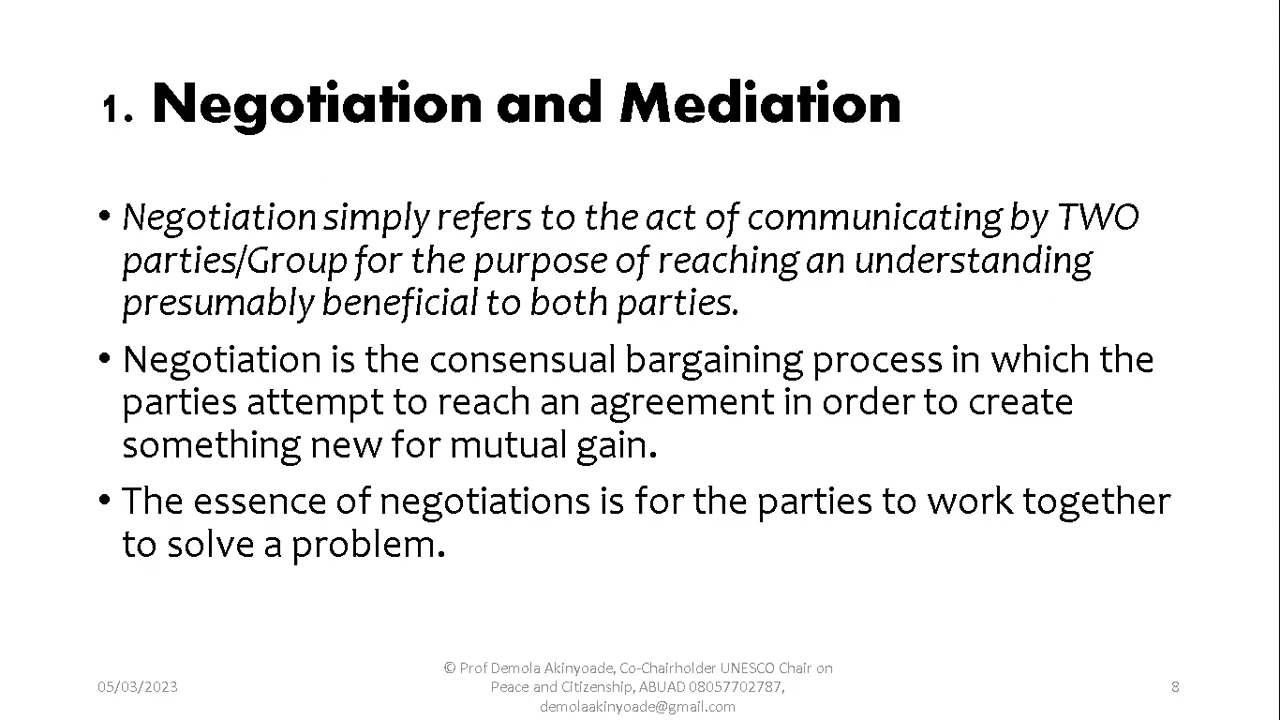 1. Negotiation and Mediation
• Negotiation simply refers to the act of communicating by TWO
parties/Group for the purpose of reaching an understanding
presumably beneficial to both parties.
• Negotiation is the consensual bargaining process in which the
parties attempt to reach an agreement in order to create
something new for mutual gain.
• The essence of negotiations is for the parties to work together
to solve a problem.
05/03/2023
© Prof Demola Akinyoade, Co-Chairholder UNESCO Chair on
Peace and Citizenship, ABUAD 08057702787,
demolaakinyoade@gmail.com
8